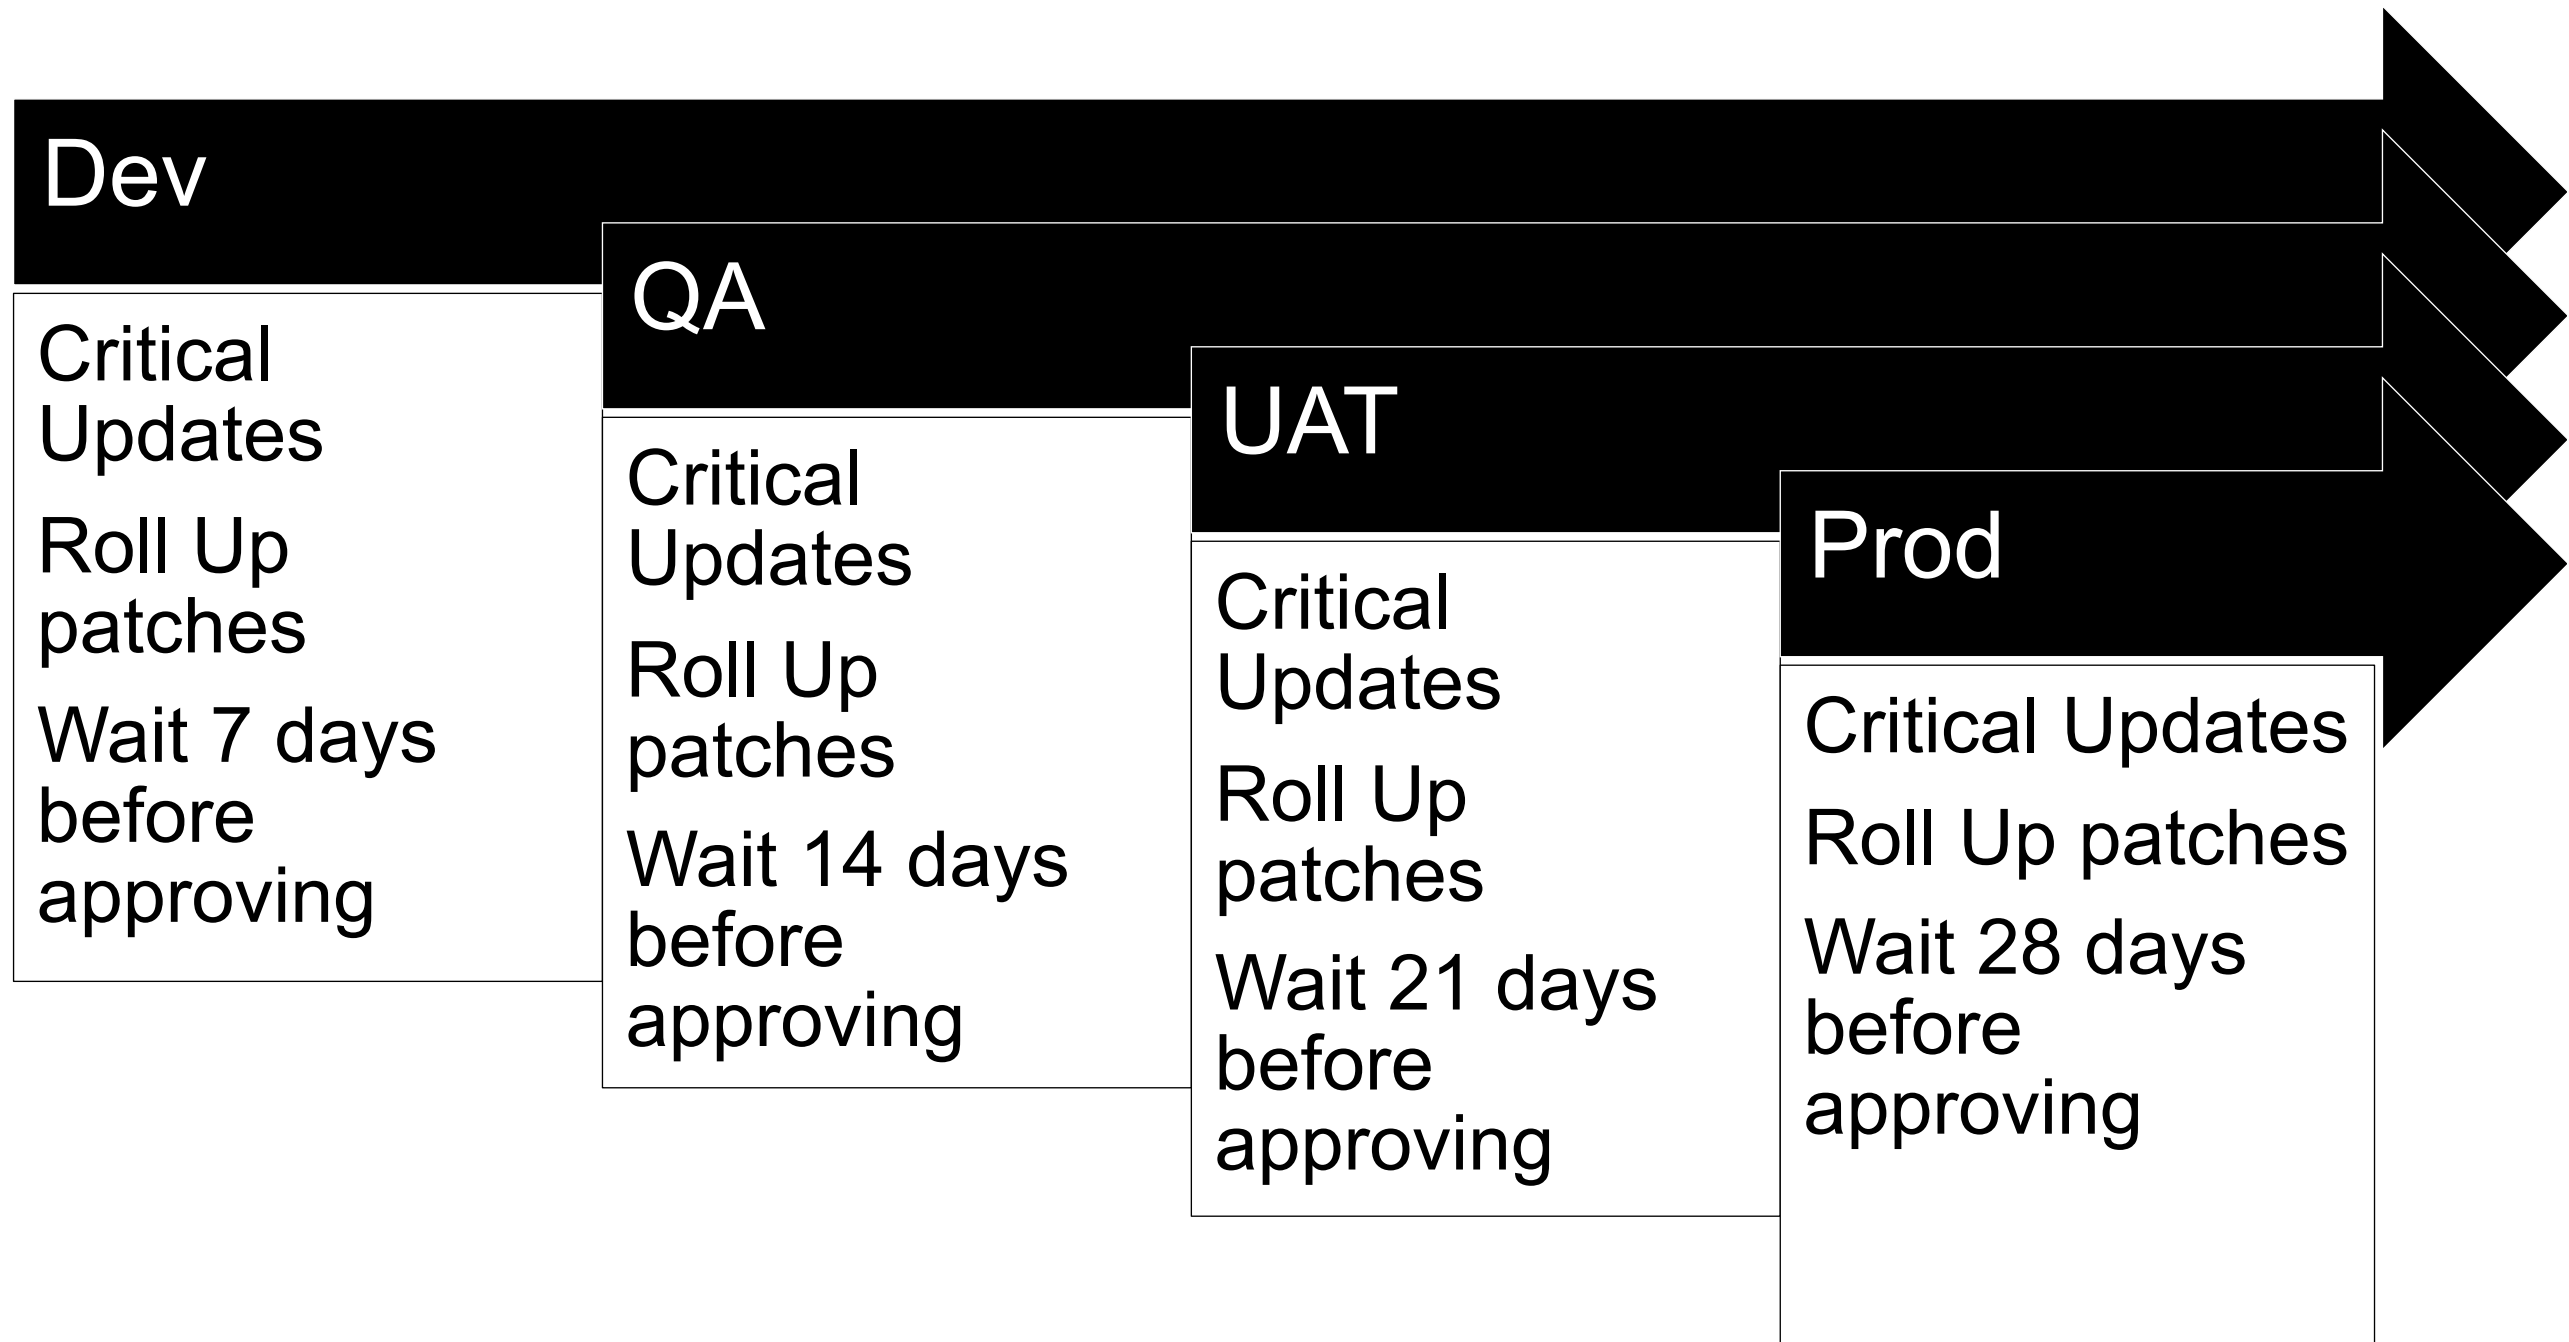 Dev
Critical
Updates
Roll Up
patches
Wait 7 days
before
approving
QA
Critical
Updates
Roll Up
patches
Wait 14 days
before
approving
UAT
Critical
Updates
Roll Up
patches
Wait 21 days
before
approving
Prod
Critical Updates
Roll Up patches
Wait 28 days
before
approving